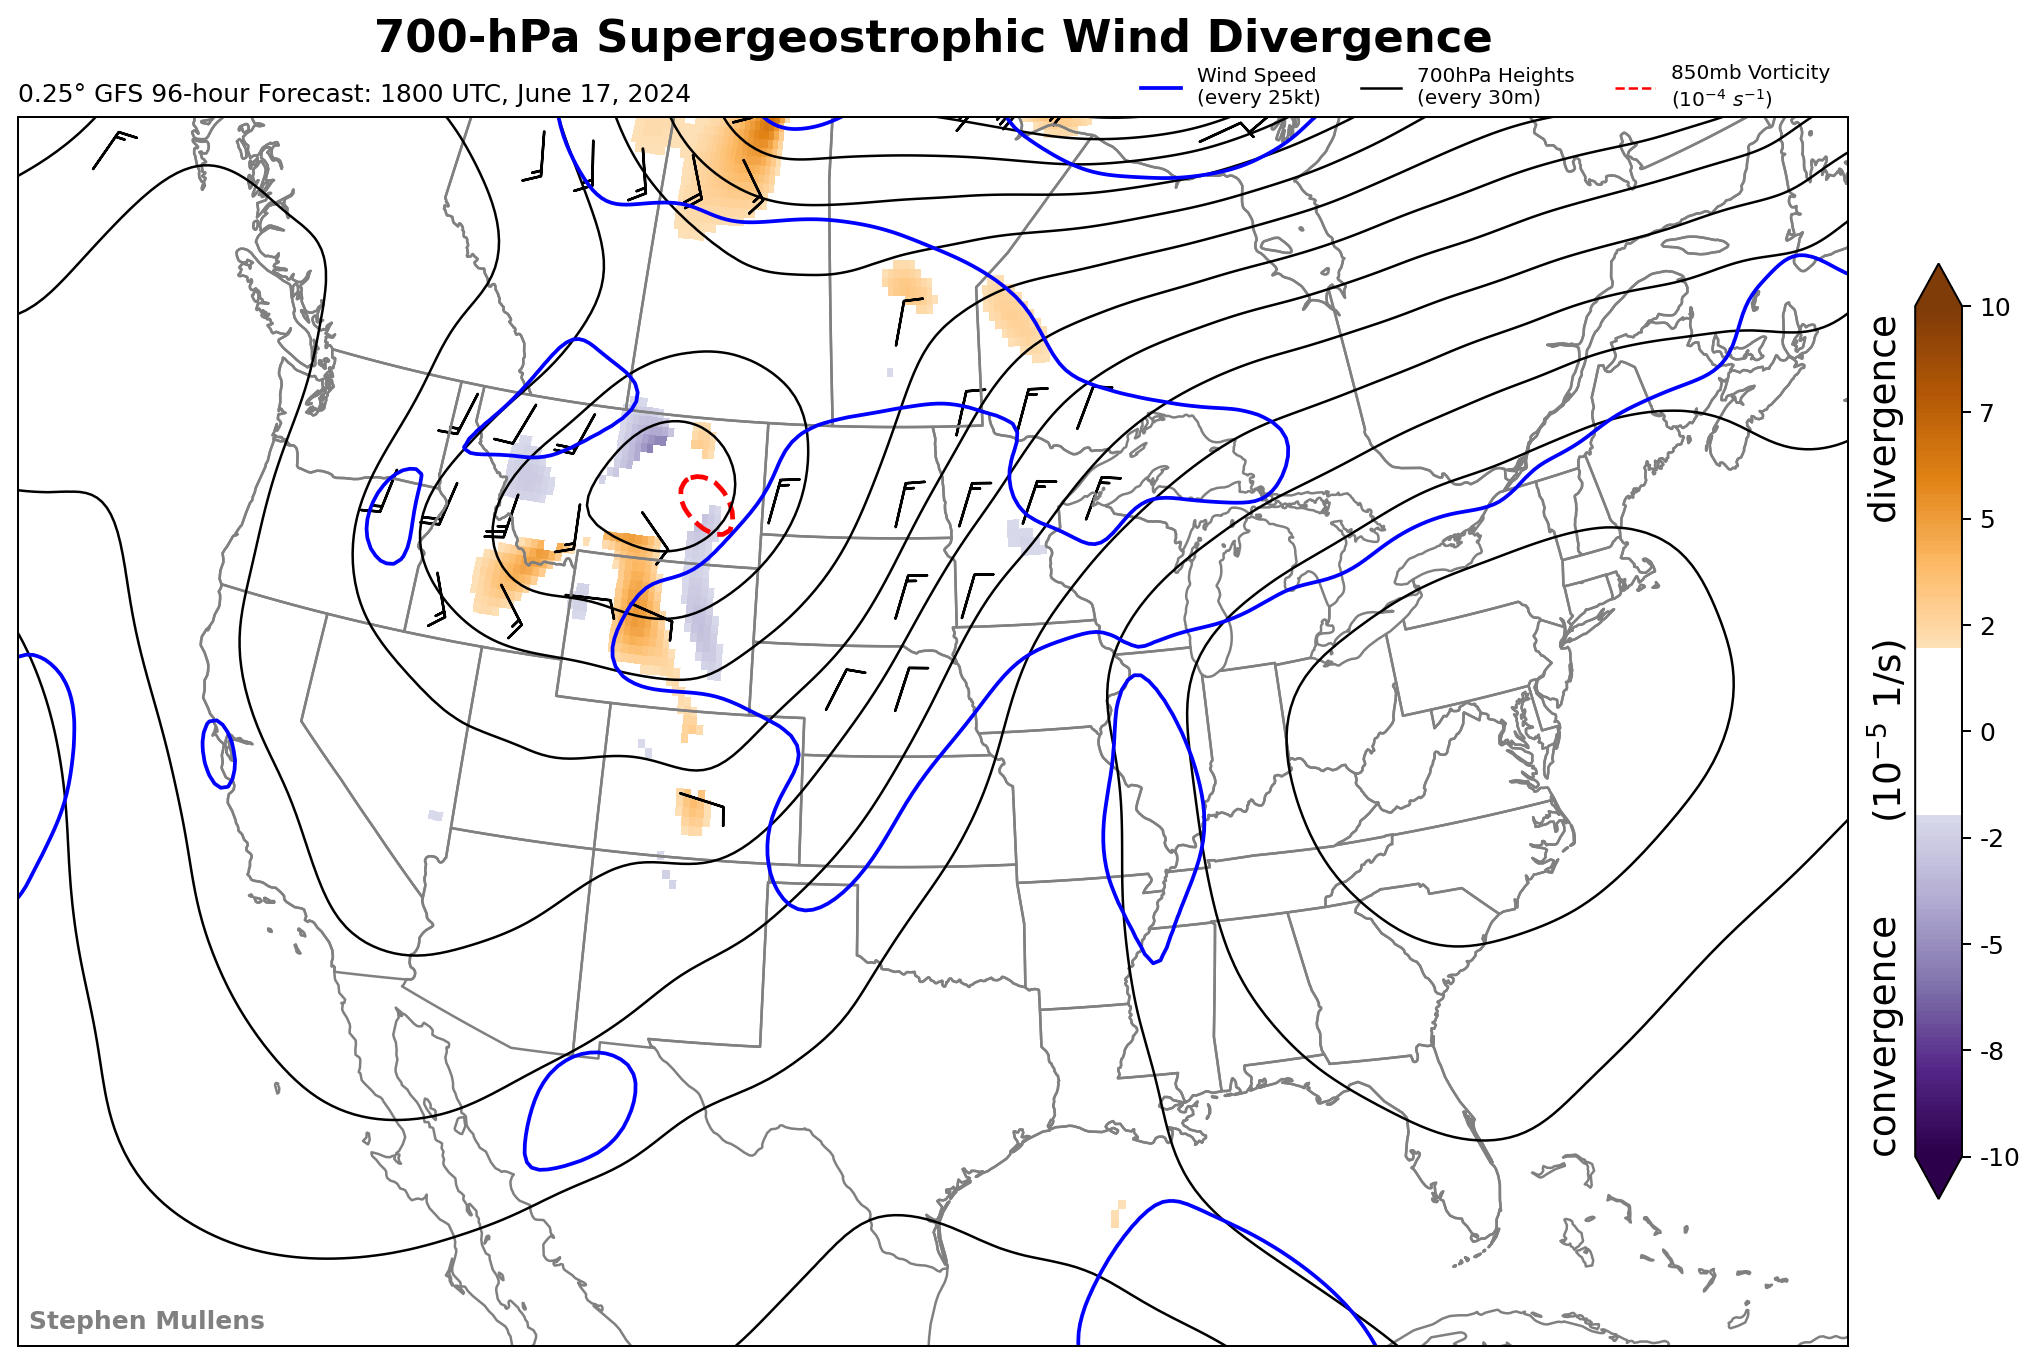 700-hPa Supergeostrophic Wind Divergence
0.25° GFS 96-hour Forecast: 1800 UTC, June 17, 2024
Wind Speed
(every 25kt)
700hPa Heights
(every 30m)
850mb Vorticity
(10⁻⁴ s⁻¹)
10
7
5
2
0
-2
-5
-8
-10
convergence (10⁻⁵ 1/s) divergence
Stephen Mullens